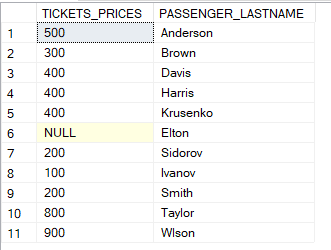 TICKETS_PRICES PASSENGER_LASTNAME
1 500 Anderson
2 300 Brown
3 400 Davis
4 400 Harris
5 400 Krusenko
6 NULL Elton
7 200 Sidorov
8 100 Ivanov
9 200 Smith
10 800 Taylor
11 900 Wlson